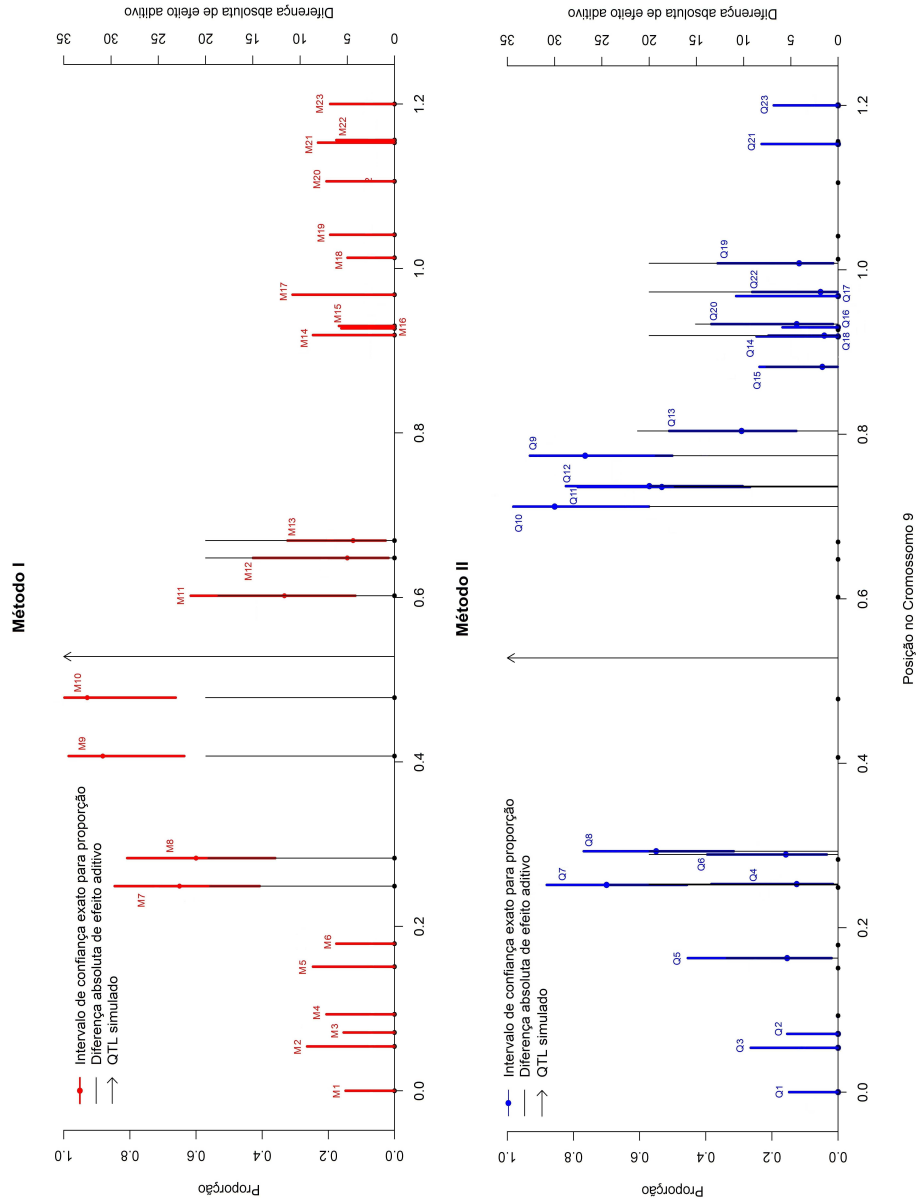 Método I
Intervalo de confiança exato para proporção
Diferença absoluta de efeito aditivo
QTL simulado
Proporção
1.0
0.8
0.6
0.4
0.2
0.0
M1
M2
M3
M4
M5
M6
M7
M8
M9
M10
M11
M12
M13
M14
M15
M16
M17
M18
M19
M20
M21
M22
M23
35
30
25
20
15
10
5
0
Diferença absoluta de efeito aditivo
0.0
0.2
0.4
0.6
0.8
1.0
1.2
Método II
Intervalo de confiança exato para proporção
Diferença absoluta de efeito aditivo
QTL simulado
Proporção
1.0
0.8
0.6
0.4
0.2
0.0
Q1
Q3
Q2
Q5
Q7
Q4
Q6
Q8
Q10
Q11
Q12
Q9
Q13
Q15
Q14
Q18
Q16
Q20
Q17
Q22
Q19
Q21
Q23
35
30
25
20
15
10
5
0
Diferença absoluta de efeito aditivo
0.0
0.2
0.4
0.6
0.8
1.0
1.2
Posição no Cromossomo 9